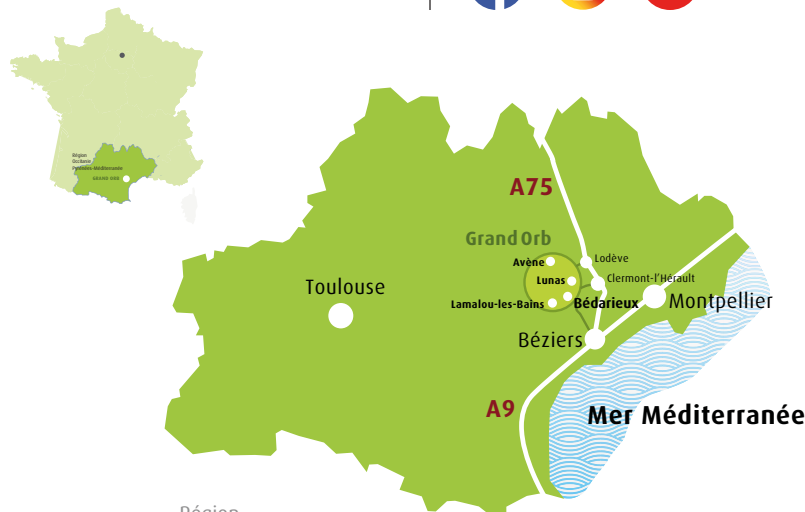 Région
Occitanie
Pyrénées-Méditerranée
GRAND ORB
A75
Grand Orb
Avène
Lodève
Lunas
Clermont-l'Hérault
Toulouse
Lamalou-les-Bains
Bédarieux
Montpellier
Béziers
A9
Mer Méditerranée
Région